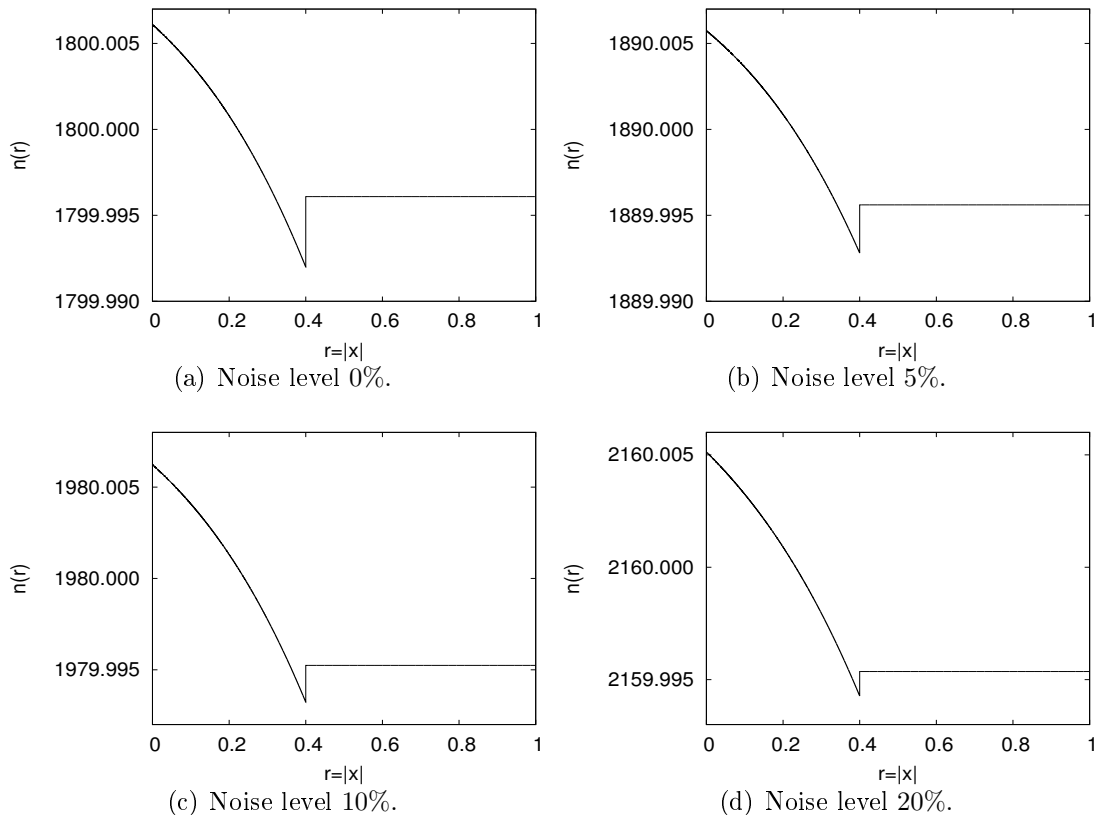 1800.005
1800.000
1799.995
1799.990
n(r)
0 0.2 0.4 0.6 0.8 1
r=|x|
(a) Noise level 0%.
1890.005
1890.000
1889.995
1889.990
n(r)
0 0.2 0.4 0.6 0.8 1
r=|x|
(b) Noise level 5%.
1980.005
1980.000
1979.995
n(r)
0 0.2 0.4 0.6 0.8 1
r=|x|
(c) Noise level 10%.
2160.005
2160.000
2159.995
n(r)
0 0.2 0.4 0.6 0.8 1
r=|x|
(d) Noise level 20%.